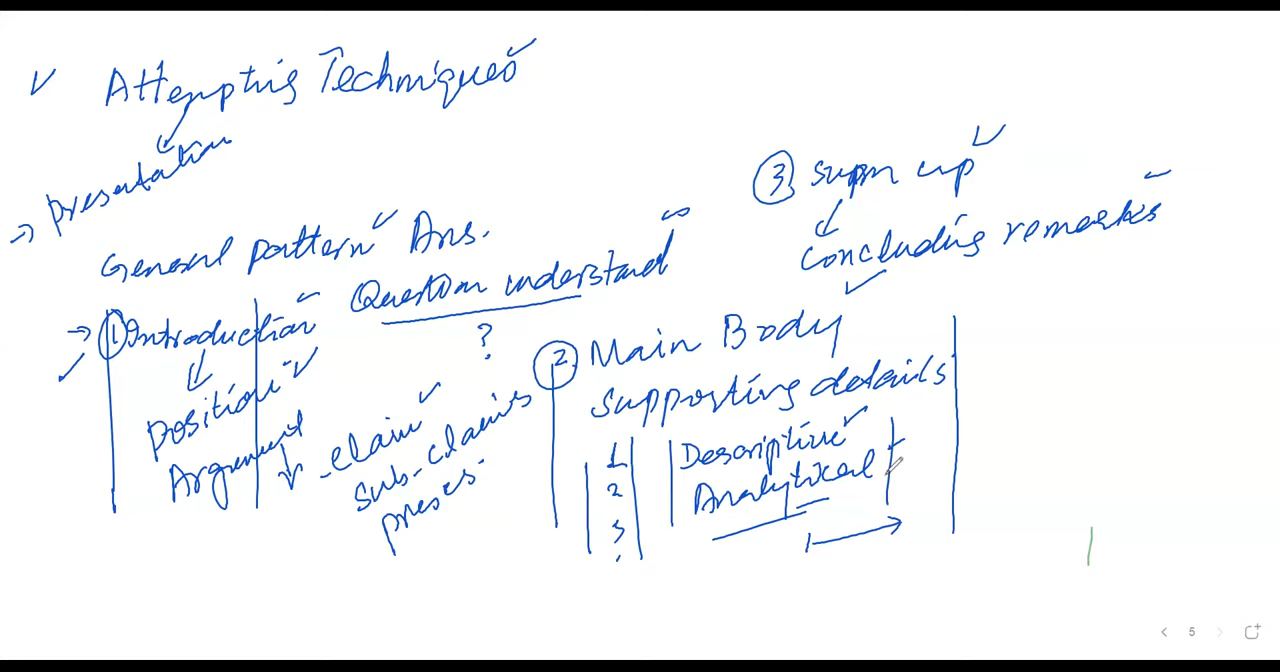 Attempting Techniques
→ presentation
General pattern Ans.
Question understand
?
→ ① Introduction
Position
Argument
- claim
sub-claims
② Main Body
supporting details
1
2
3
Descriptive
Analytical
③ Sum up
Concluding remarks
5